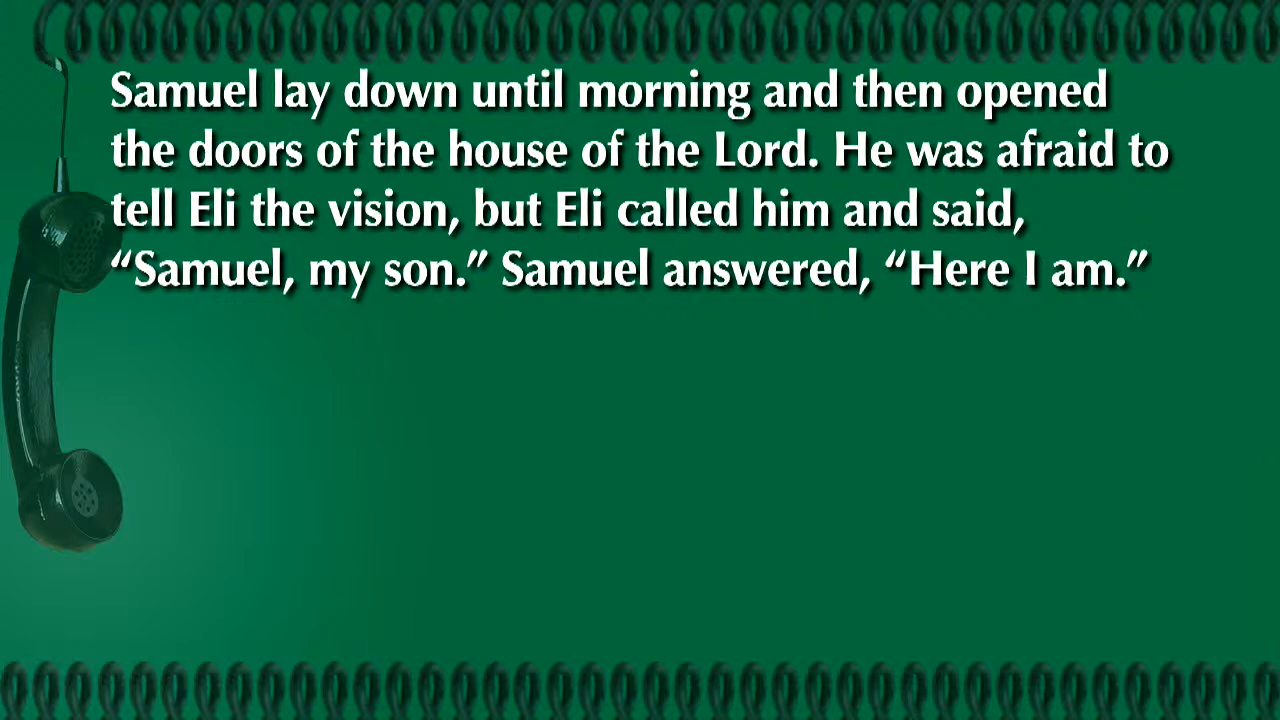 Samuel lay down until morning and then opened
the doors of the house of the Lord. He was afraid to
tell Eli the vision, but Eli called him and said,
“Samuel, my son.” Samuel answered, “Here I am.”